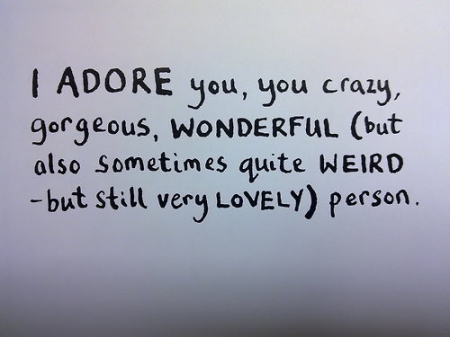 I ADORE you, you crazy,
gorgeous, WONDERFUL (but
also sometimes quite WEIRD
-but still very LOVELY) person.